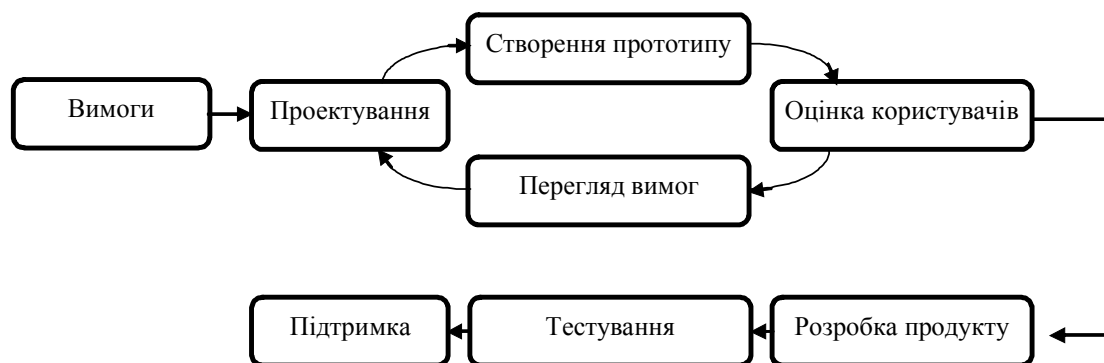 Створення прототипу
Вимоги
Проектування
Оцінка користувачів
Перегляд вимог
Підтримка
Тестування
Розробка продукту